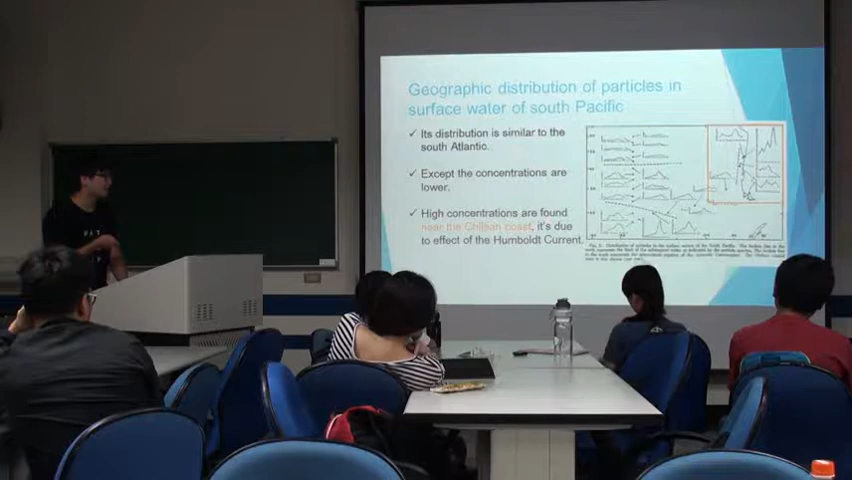 Geographic distribution of particles in
surface water of south Pacific
✓ Its distribution is similar to the
south Atlantic.
✓ Except the concentrations are
lower.
✓ High concentrations are found
near the Chilean coast, it's due
to effect of the Humboldt Current.